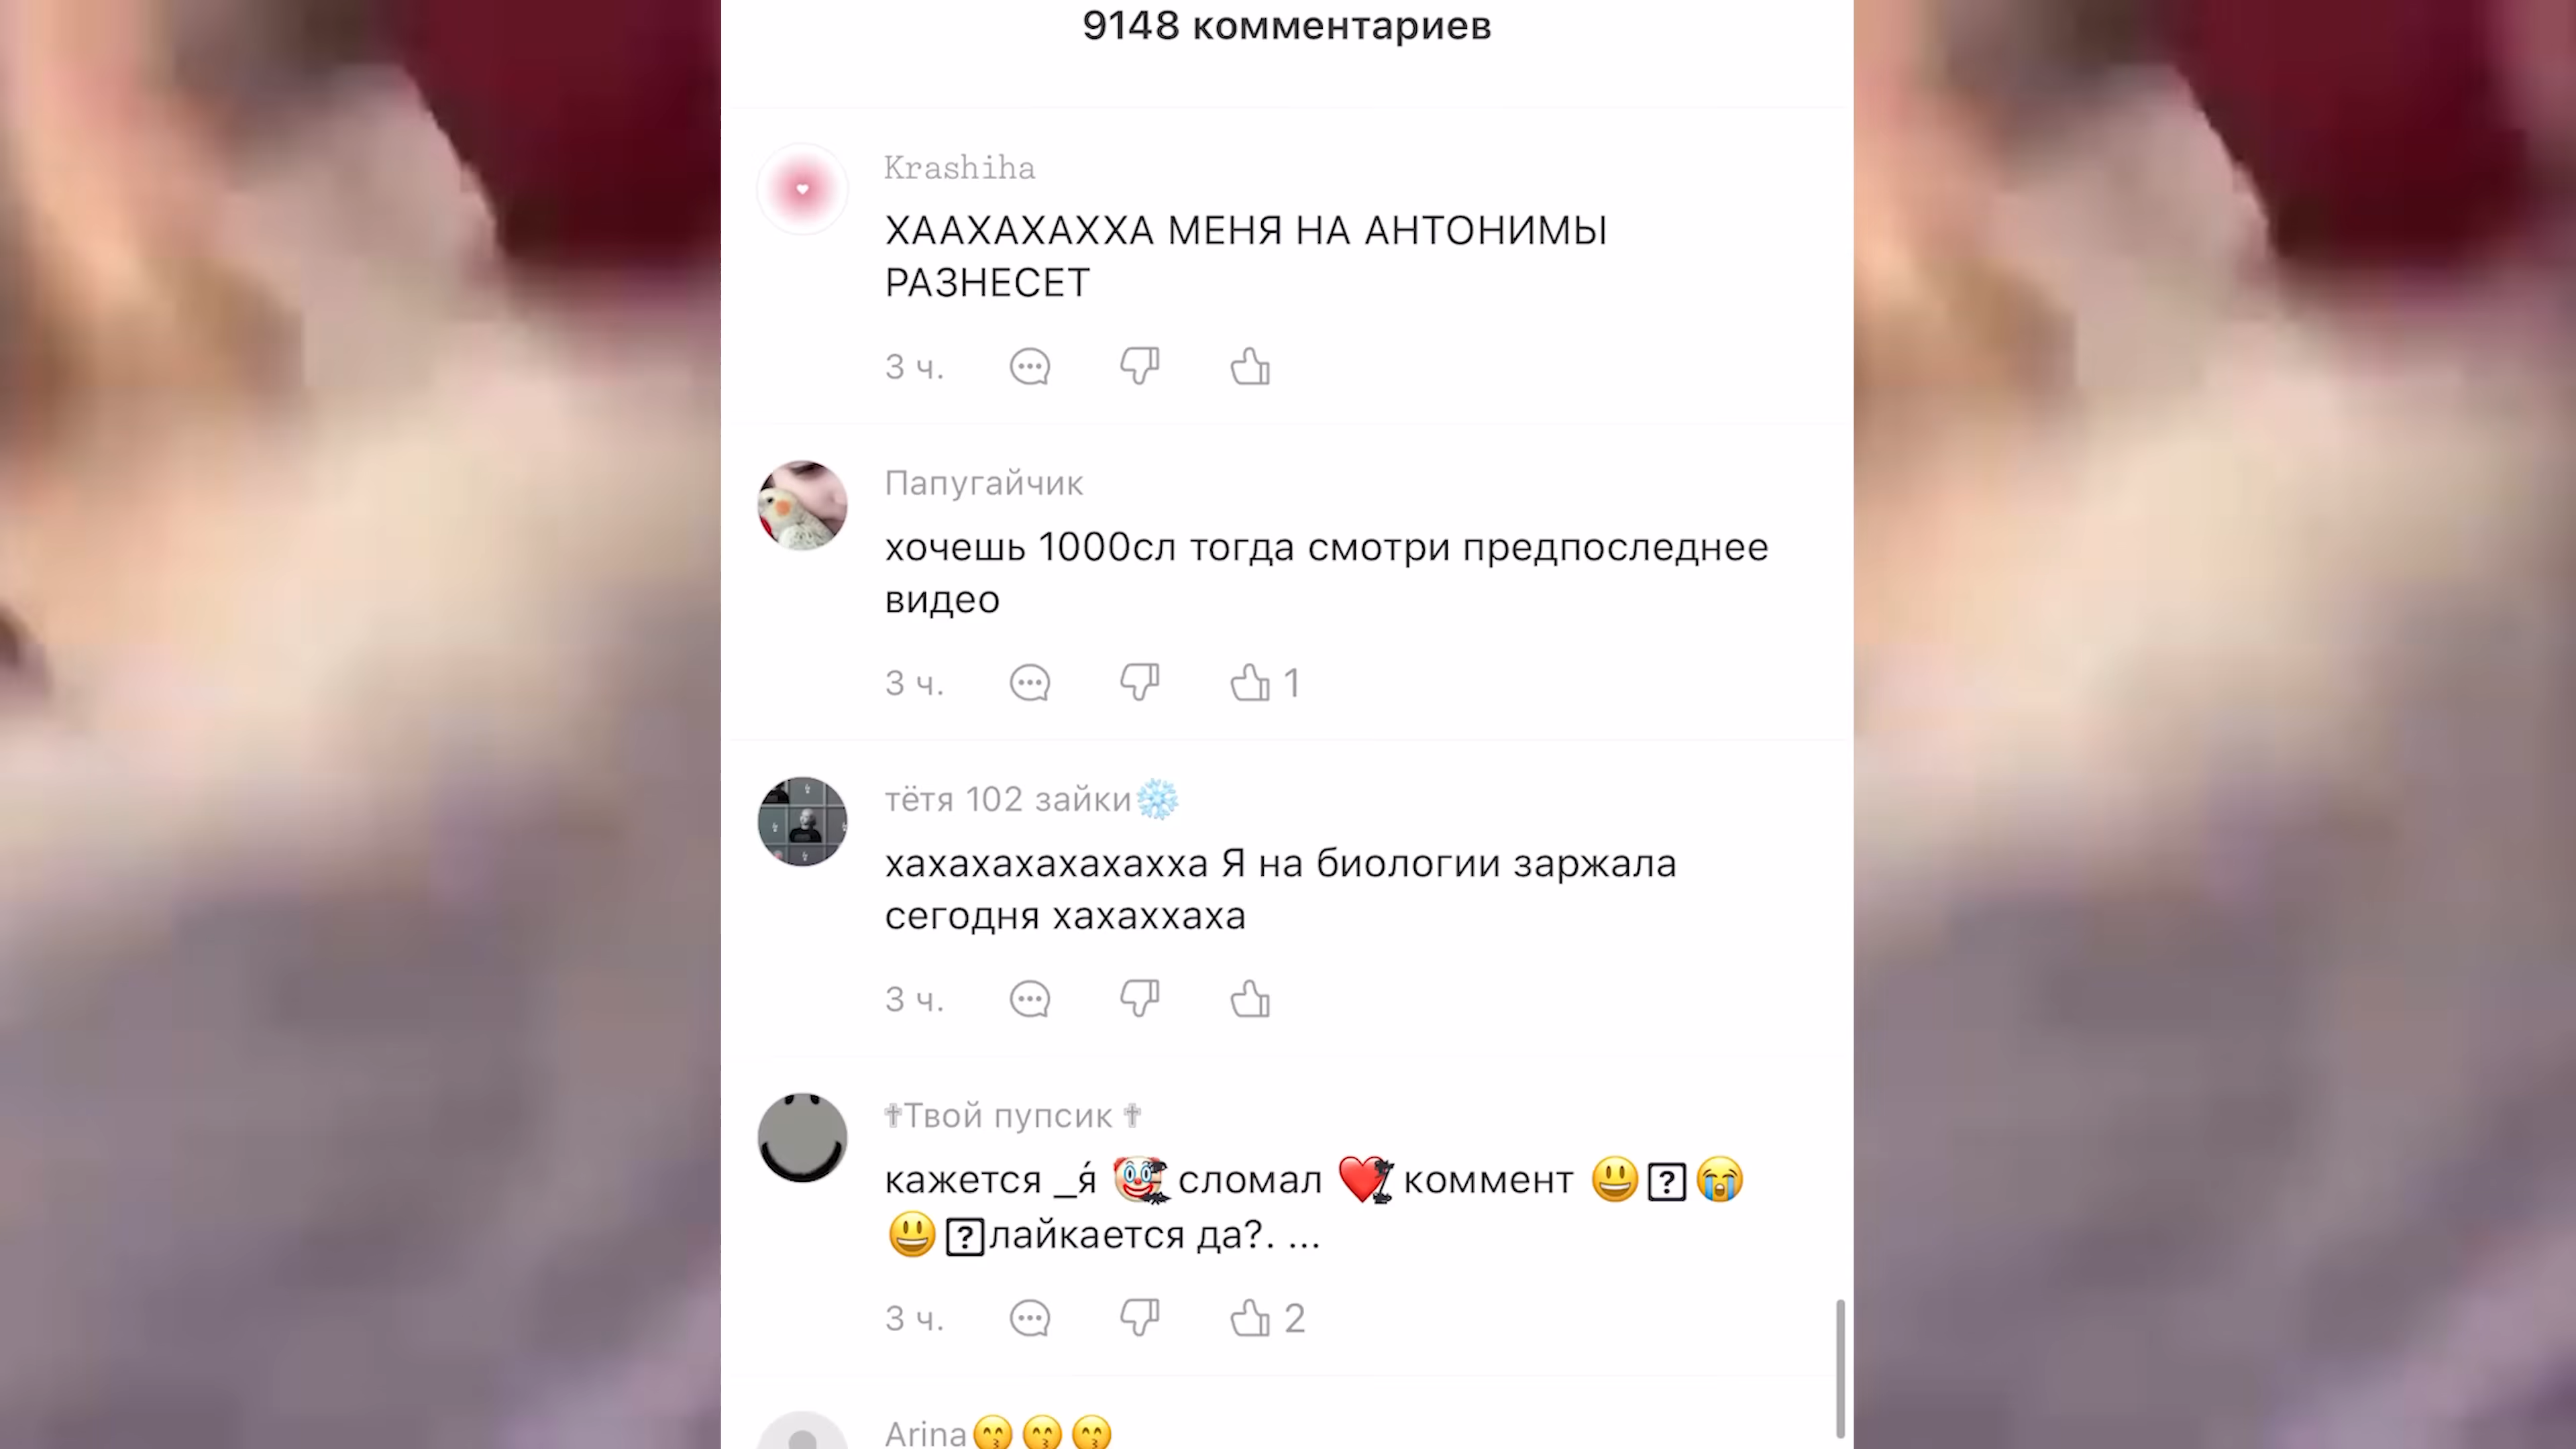 9148 комментариев
Krashiha
ХААХАХАХХА МЕНЯ НА АНТОНИМЫ
РАЗНЕСЕТ
3 ч.
Папугайчик
хочешь 1000сл тогда смотри предпоследнее
видео
3 ч. 1
тётя 102 зайки❄️
хахахахахахахха Я на биологии заржала
сегодня хахаххаха
3 ч.
✝Твой пупсик ✝
кажется _я́ 🤡 сломал ❤️ коммент 😃 ⍰ 😭
😃 ⍰лайкается да?. ...
3 ч. 2
Arina😙😙😙